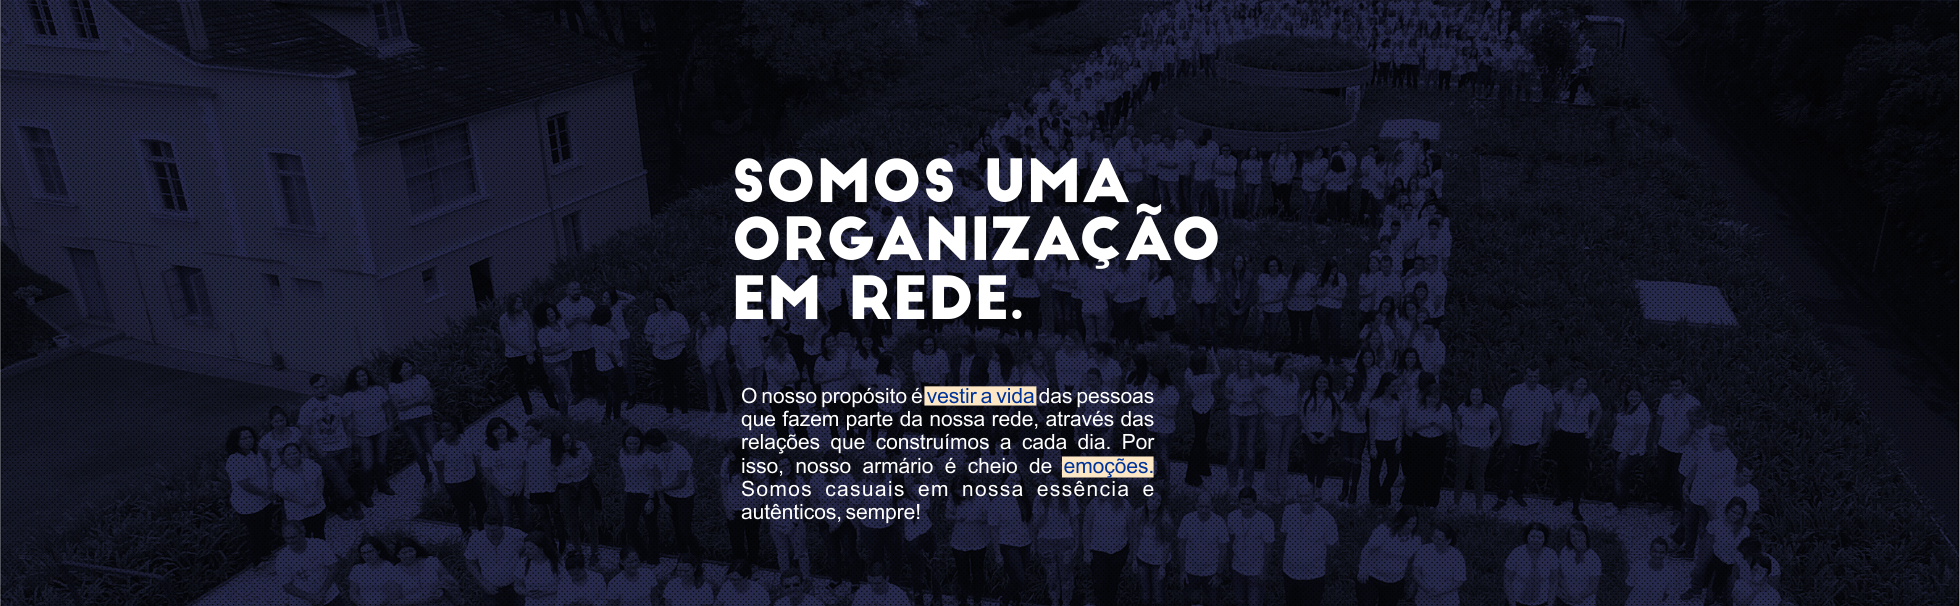 SOMOS UMA
ORGANIZAÇÃO
EM REDE.
O nosso propósito é vestir a vida das pessoas
que fazem parte da nossa rede, através das
relações que construímos a cada dia. Por
isso, nosso armário é cheio de emoções.
Somos casuais em nossa essência e
autênticos, sempre!